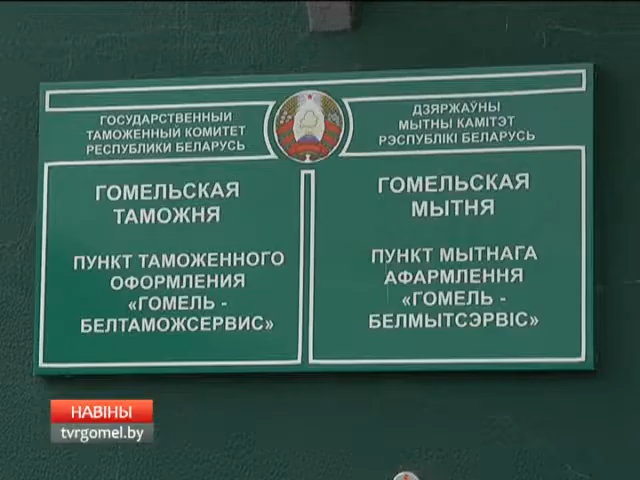 ГОСУДАРСТВЕННЫЙ
ТАМОЖЕННЫЙ КОМИТЕТ
РЕСПУБЛИКИ БЕЛАРУСЬ
ГОМЕЛЬСКАЯ
ТАМОЖНЯ
ПУНКТ ТАМОЖЕННОГО
ОФОРМЛЕНИЯ
«ГОМЕЛЬ -
БЕЛТАМОЖСЕРВИС»
ДЗЯРЖАЎНЫ
МЫТНЫ КАМІТЭТ
РЭСПУБЛІКІ БЕЛАРУСЬ
ГОМЕЛЬСКАЯ
МЫТНЯ
ПУНКТ МЫТНАГА
АФАРМЛЕННЯ
«ГОМЕЛЬ -
БЕЛМЫТСЭРВІС»
НАВІНЫ
tvrgomel.by